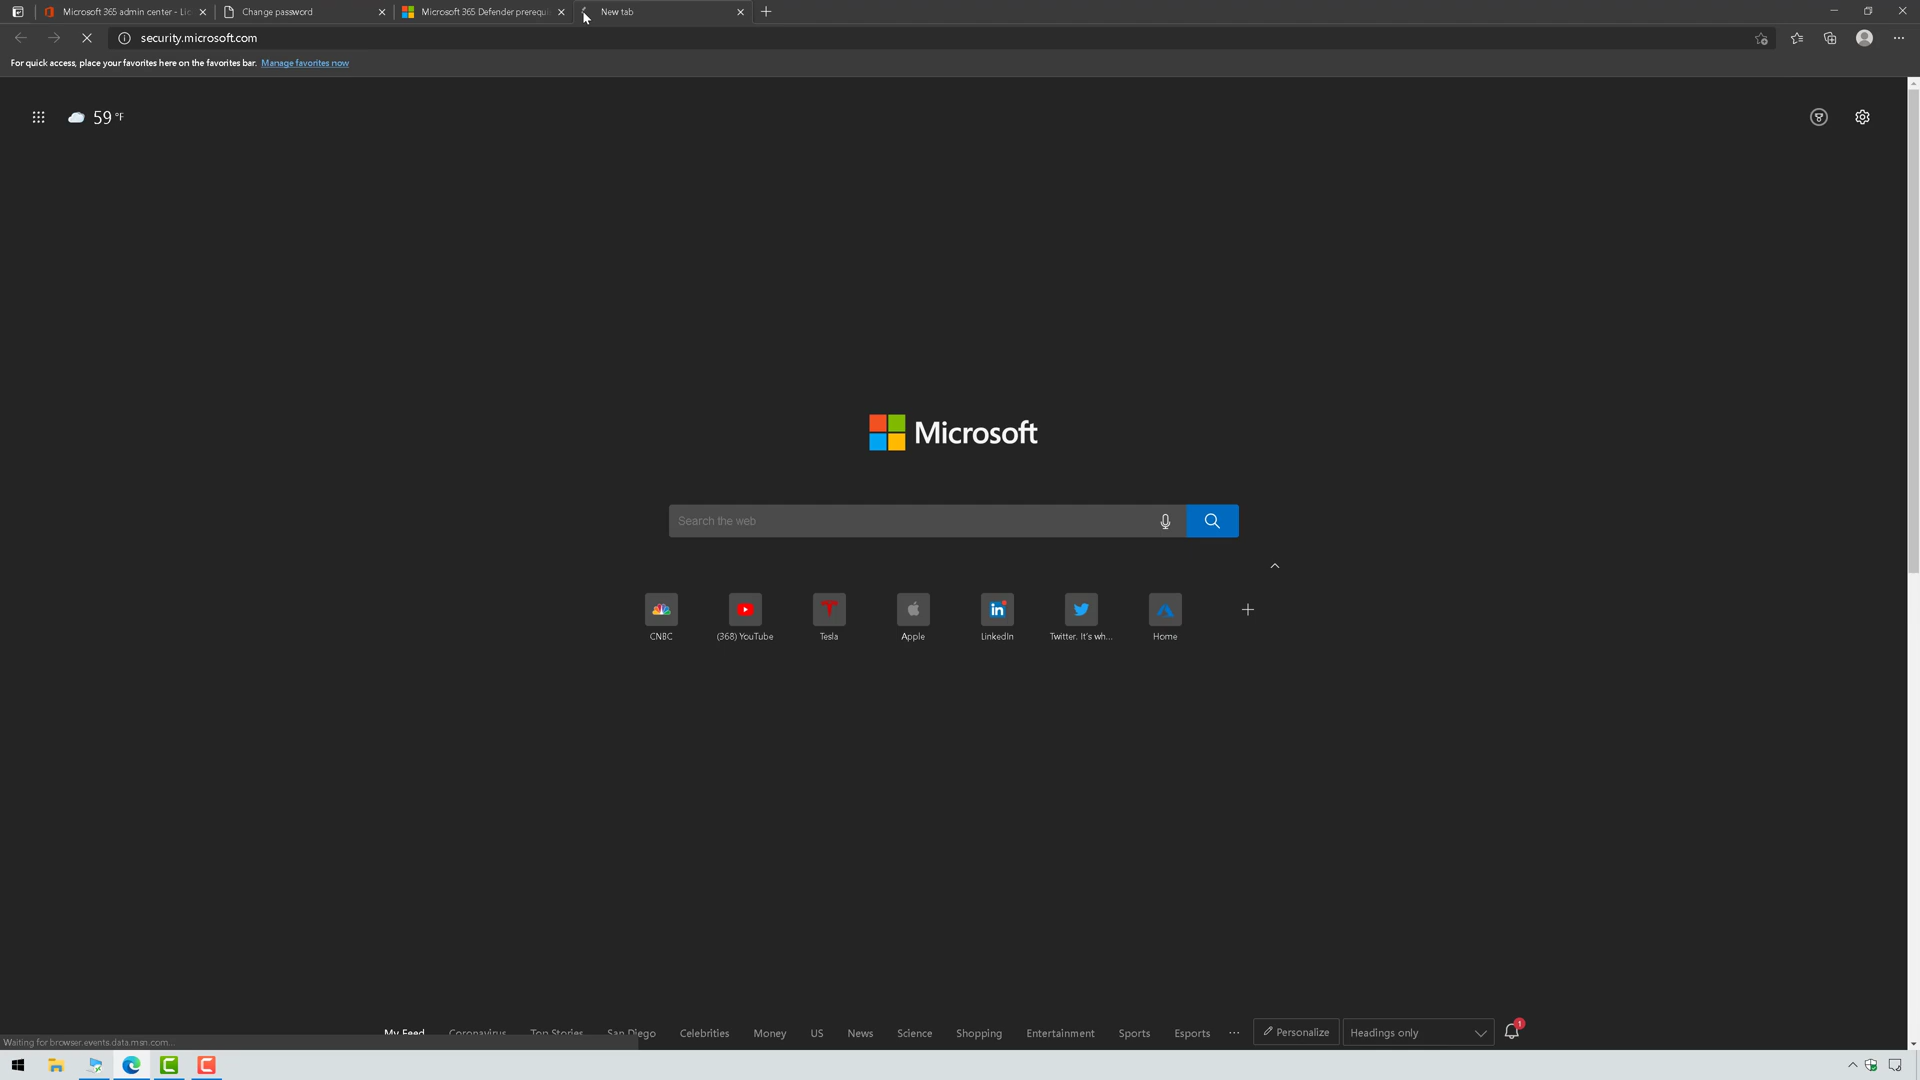 Microsoft 365 admin center - Lic
Change password
Microsoft 365 Defender prerequi
New tab
security.microsoft.com
For quick access, place your favorites here on the favorites bar. Manage favorites now
59 °F
Microsoft
Search the web
CNBC
(368) YouTube
Tesla
Apple
LinkedIn
Twitter. It's wh...
Home
My Feed
Coronavirus
Top Stories
San Diego
Celebrities
Money
US
News
Science
Shopping
Entertainment
Sports
Esports
Personalize
Headings only
1
Waiting for browser.events.data.msn.com...